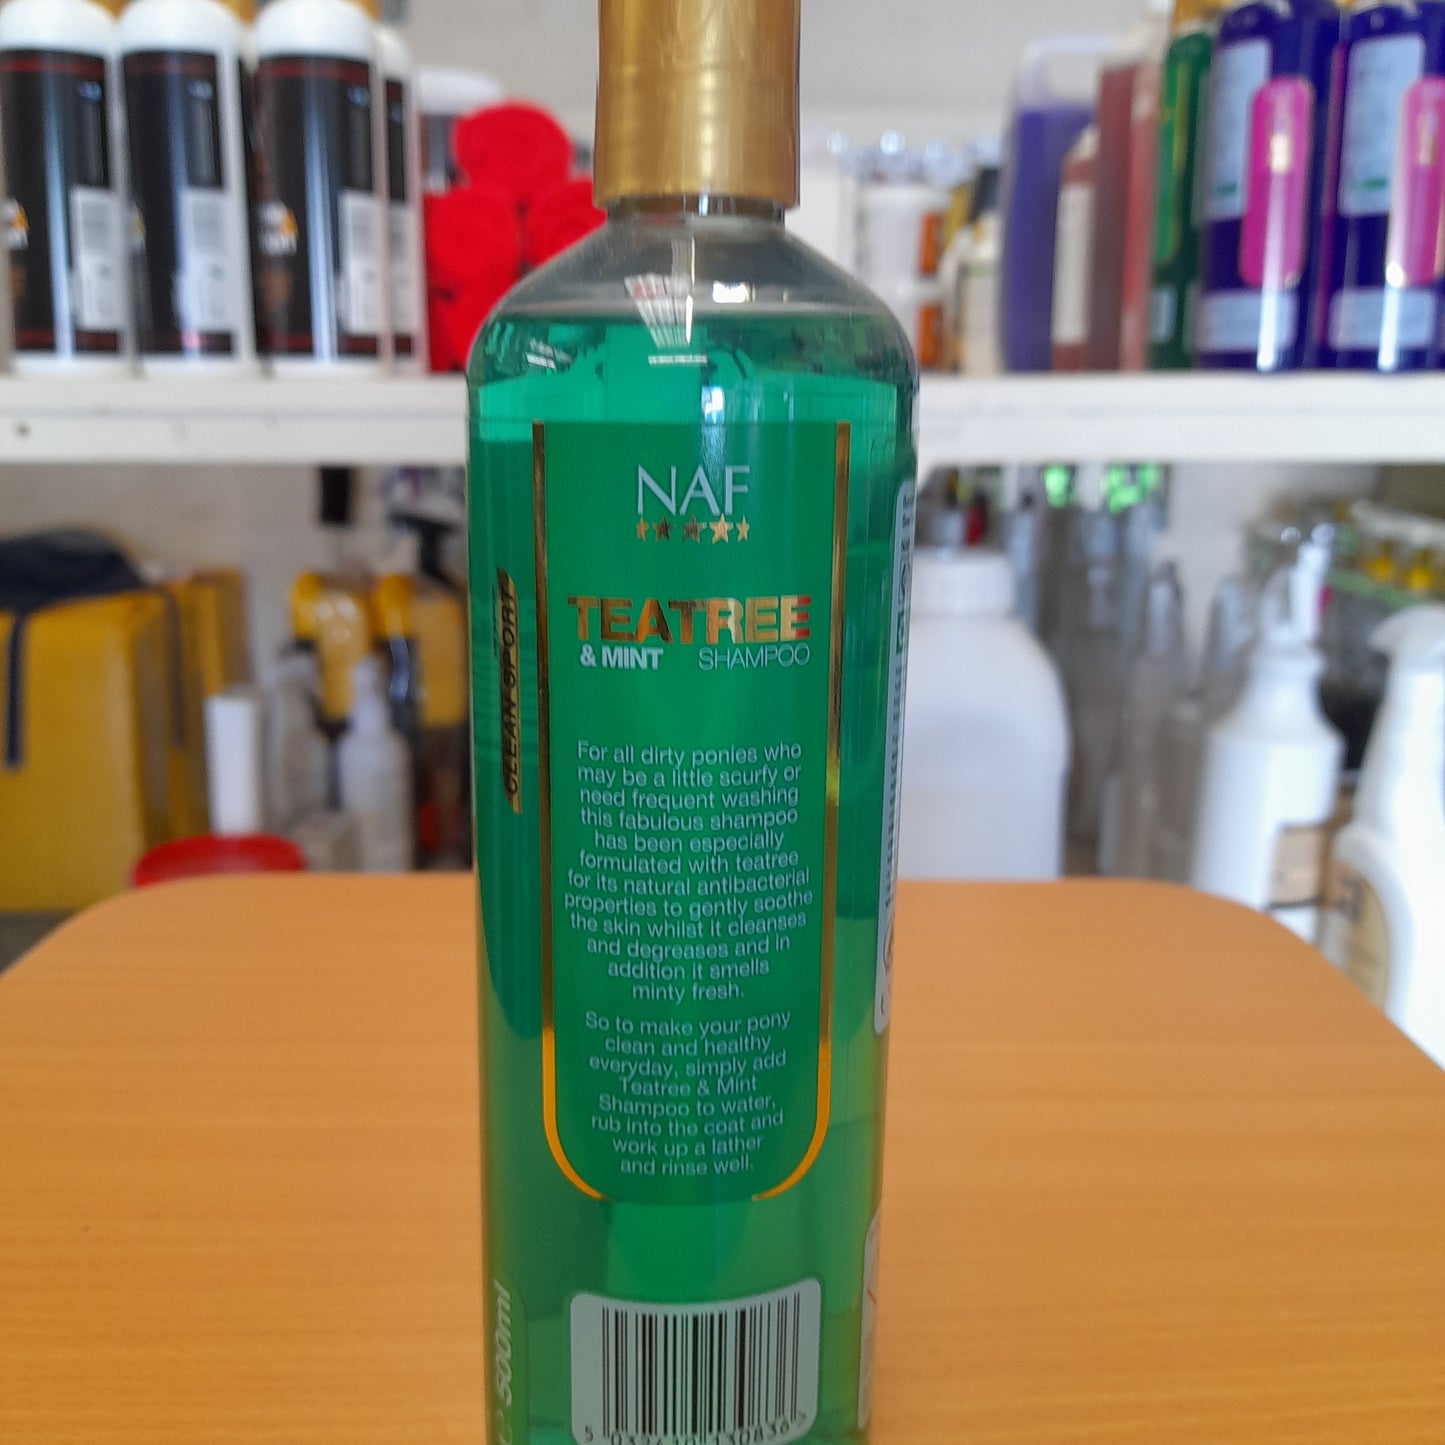 NAF
TEATREE
& MINT SHAMPOO
For all dirty ponies who
may be a little scurfy or
need frequent washing
this fabulous shampoo
has been especially
formulated with teatree
for its natural antibacterial
properties to gently soothe
the skin whilst it cleanses
and degreases and in
addition it smells
minty fresh.
So to make your pony
clean and healthy
everyday, simply add
Teatree & Mint
Shampoo to water,
rub into the coat and
work up a lather
and rinse well.
CLEAN SPORT
500ml